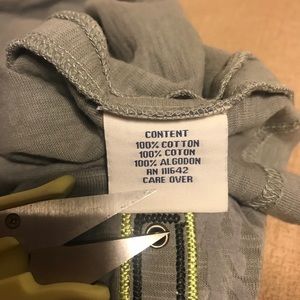 CONTENT
100% COTTON
100% COTON
100% ALGODON
RN 111642
CARE OVER